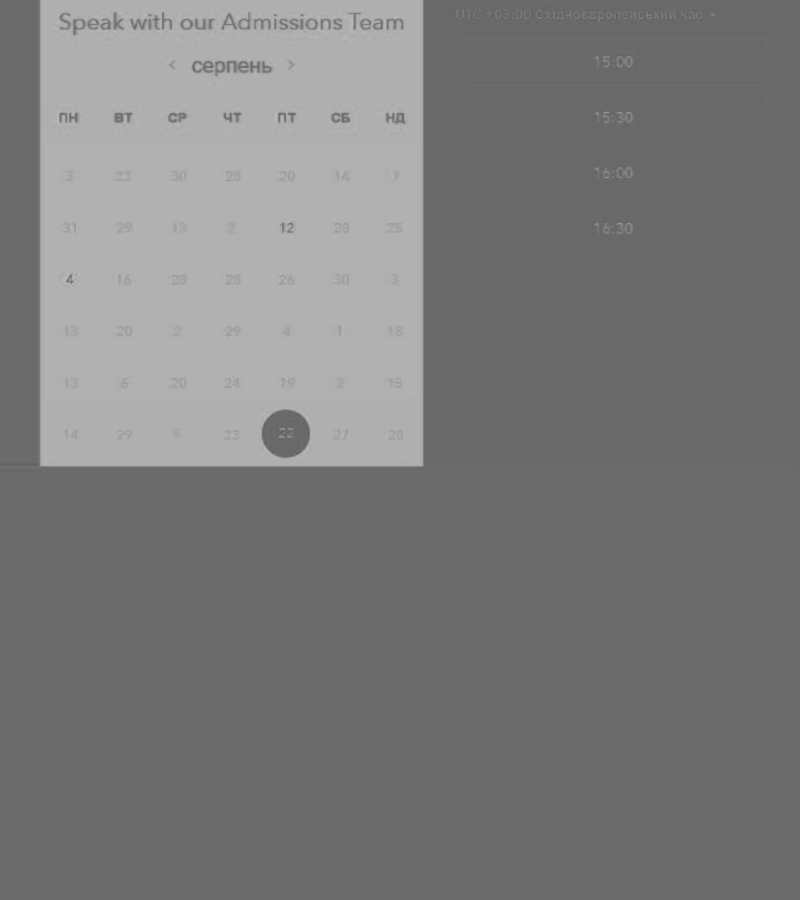 Speak with our Admissions Team
< серпень >
ПН ВТ СР ЧТ ПТ СБ НД
3 23 30 28 20 14 7
31 29 13 2 12 28 25
4 16 28 28 26 30 3
13 20 2 29 4 1 18
13 6 20 24 19 2 15
14 29 6 23 22 27 28
UTC +03:00 Східноєвропейський час
15:00
15:30
16:00
16:30